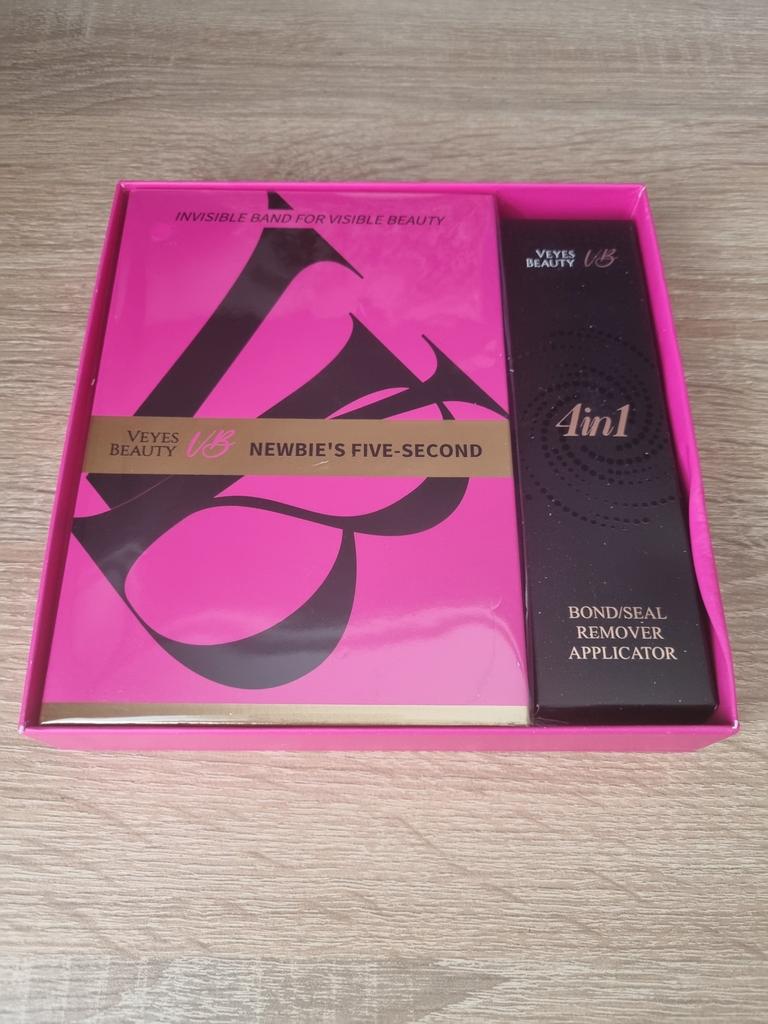 INVISIBLE BAND FOR VISIBLE BEAUTY
VEYES
BEAUTY
VB
NEWBIE'S FIVE-SECOND
VEYES
BEAUTY
VB
4in1
BOND/SEAL
REMOVER
APPLICATOR